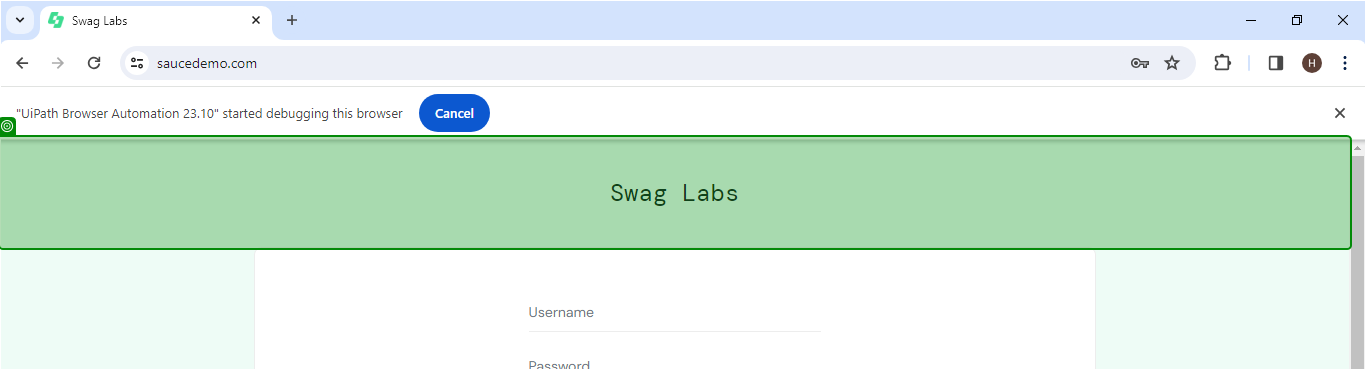 Swag Labs
saucedemo.com
H
"UiPath Browser Automation 23.10" started debugging this browser
Cancel
Swag Labs
Username
Password